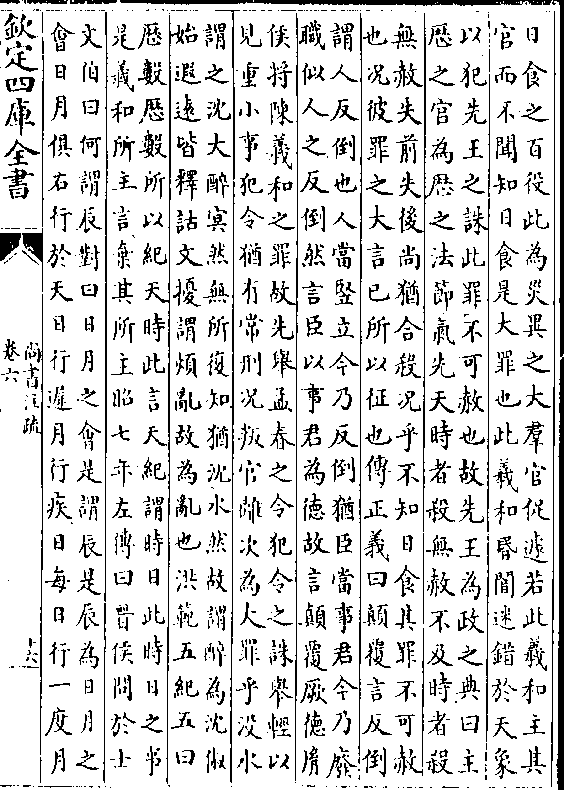 日食之百役此為災異之大羣官促遽若此羲和主其
官而不聞知日食是大罪也此羲和昏闇迷錯於天象
以犯先王之誅此罪不可赦也故先王為政之典曰主
歴之官為歴之法節氣先天時者殺無赦不及時者殺
無赦失前失後尚猶合殺况乎不知日食其罪不可赦
也况彼罪之大言已所以征也傳正義曰顛覆言反倒
謂人反倒也人當竪立今乃反倒猶臣當事君今乃廢
職似人之反倒然言臣以事君為德故言顛覆厥德胤
侯將陳羲和之罪故先舉孟春之令犯令之誅舉輕以
見重小事犯令猶有常刑况叛官離次為大罪乎沒水
謂之沈大醉冥然無所復知猶沈水然故謂醉為沈俶
始遐遠皆釋詁文擾謂煩亂故為亂也洪範五紀五曰
歴數歴數所以紀天時此言天紀謂時日此時日之事
是羲和所主言棄其所主昭七年左傳曰晉侯問於士
文伯曰何謂辰對曰日月之會是謂辰是辰為日月之
會日月俱右行於天日行遲月行疾日每日行一度月
欽定四庫全書
尚書注疏
卷六
十六